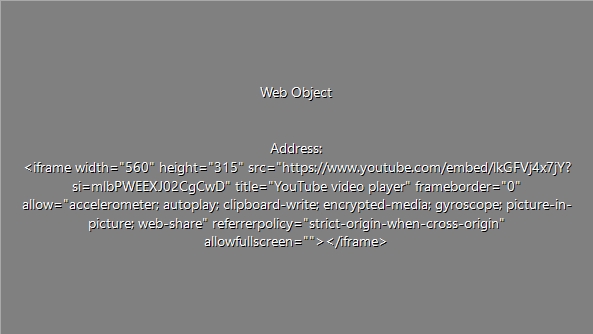 Web Object
Address:
<iframe width="560" height="315" src="https://www.youtube.com/embed/lkGFVj4x7jY?
si=mlbPWEEXJ02CgCwD" title="YouTube video player" frameborder="0"
allow="accelerometer; autoplay; clipboard-write; encrypted-media; gyroscope; picture-in-
picture; web-share" referrerpolicy="strict-origin-when-cross-origin"
allowfullscreen=""></iframe>